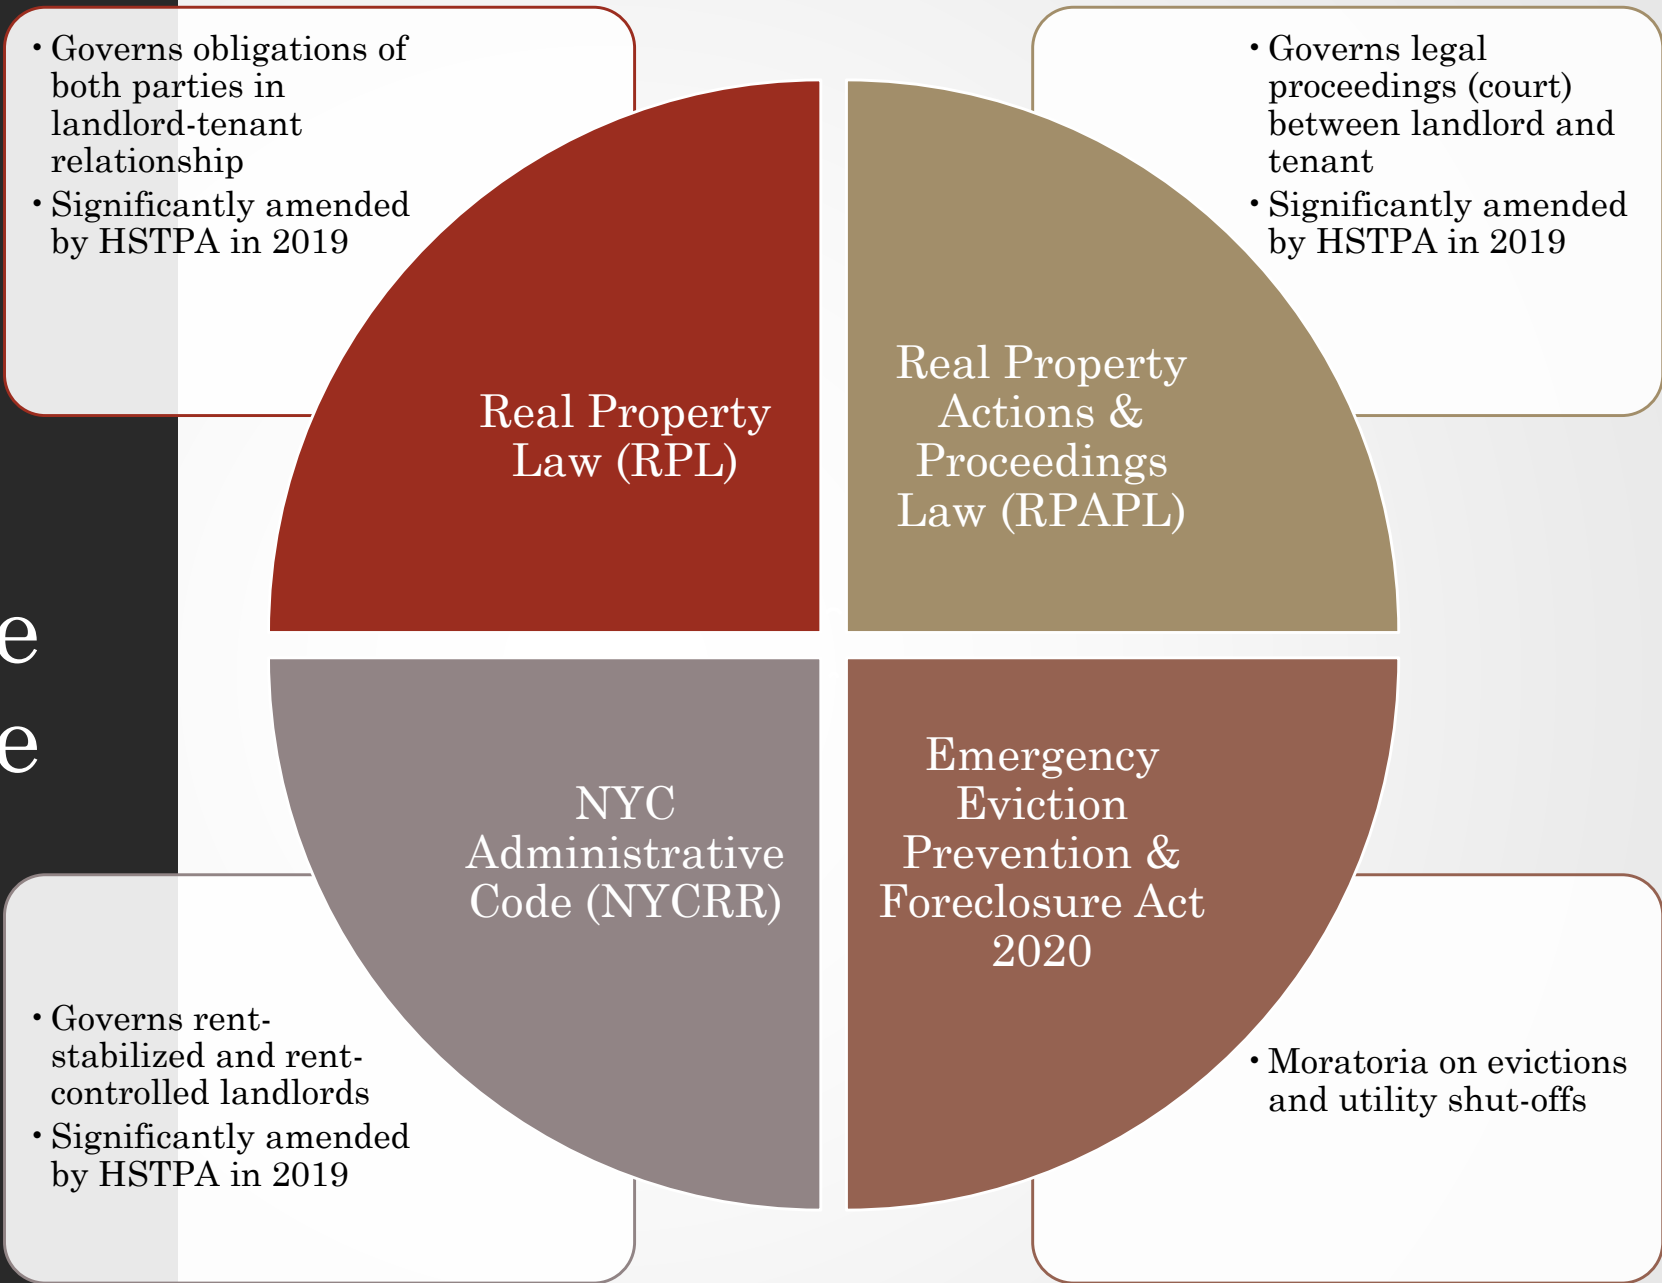 • Governs obligations of
both parties in
landlord-tenant
relationship
• Significantly amended
by HSTPA in 2019
• Governs legal
proceedings (court)
between landlord and
tenant
• Significantly amended
by HSTPA in 2019
Real Property
Law (RPL)
Real Property
Actions &
Proceedings
Law (RPAPL)
e
e
NYC
Administrative
Code (NYCRR)
Emergency
Eviction
Prevention &
Foreclosure Act
2020
• Governs rent-
stabilized and rent-
controlled landlords
• Significantly amended
by HSTPA in 2019
• Moratoria on evictions
and utility shut-offs